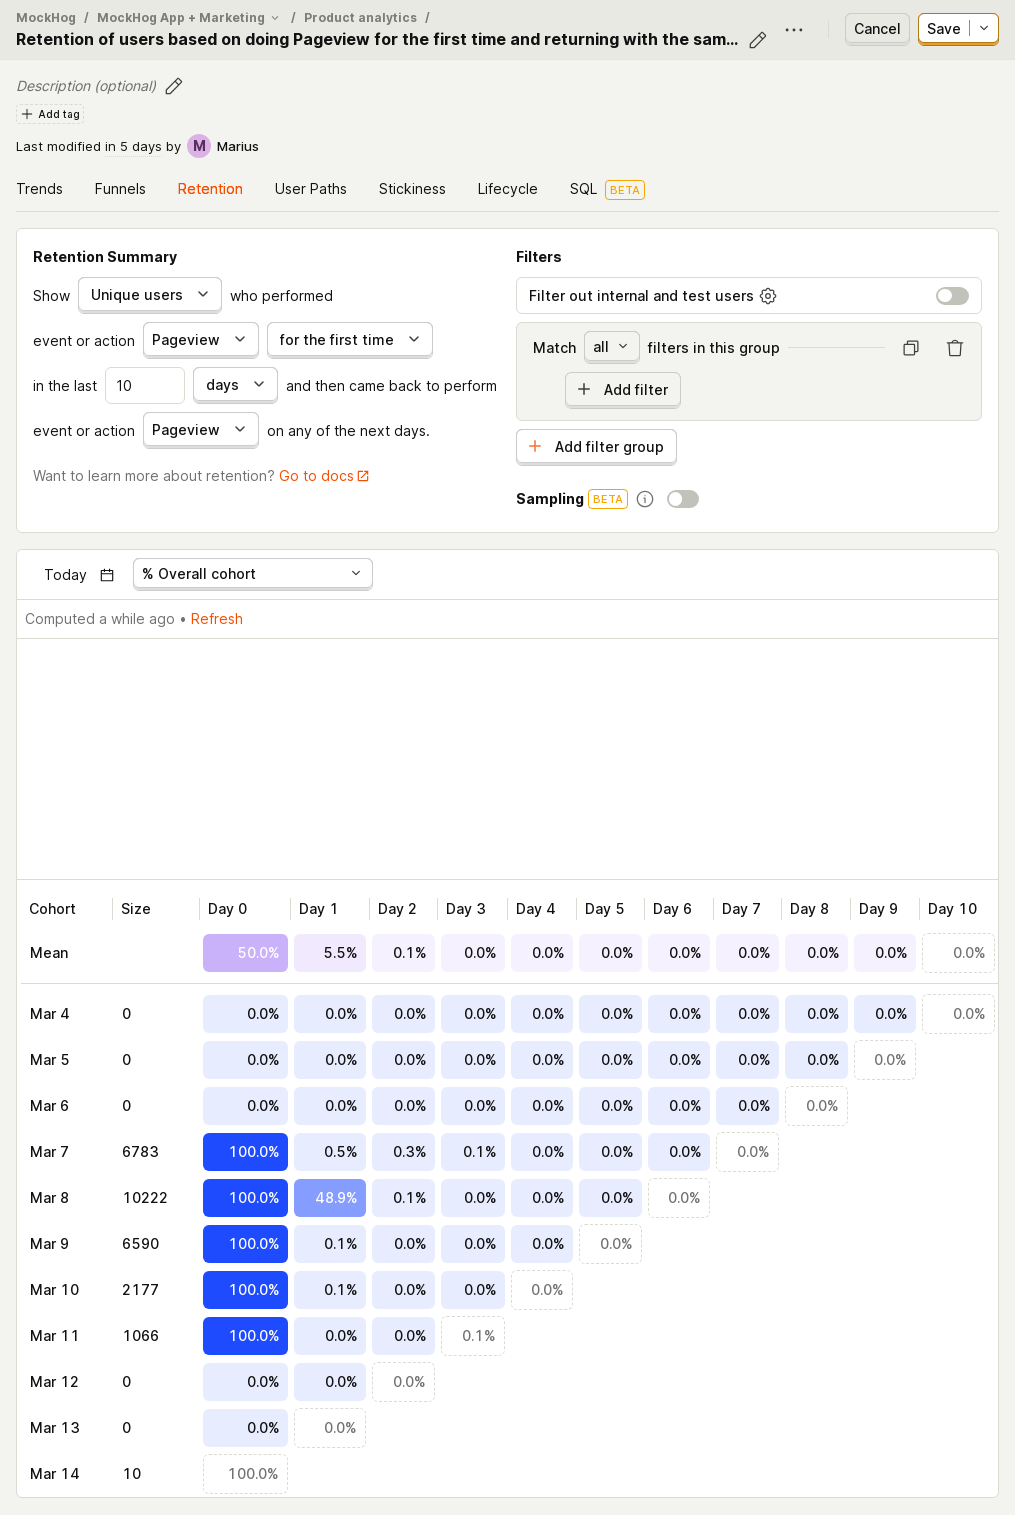 MockHog / MockHog App + Marketing / Product analytics /
Retention of users based on doing Pageview for the first time and returning with the sam...
Cancel
Save
Description (optional)
Add tag
Last modified in 5 days by M Marius
Trends Funnels Retention User Paths Stickiness Lifecycle SQL BETA
Retention Summary
Show Unique users who performed
event or action Pageview for the first time
in the last 10 days and then came back to perform
event or action Pageview on any of the next days.
Want to learn more about retention? Go to docs
Filters
Filter out internal and test users
Match all filters in this group
Add filter
Add filter group
Sampling BETA
Today % Overall cohort
Computed a while ago • Refresh
Cohort Size Day 0 Day 1 Day 2 Day 3 Day 4 Day 5 Day 6 Day 7 Day 8 Day 9 Day 10
Mean 50.0% 5.5% 0.1% 0.0% 0.0% 0.0% 0.0% 0.0% 0.0% 0.0% 0.0%
Mar 4 0 0.0% 0.0% 0.0% 0.0% 0.0% 0.0% 0.0% 0.0% 0.0% 0.0% 0.0%
Mar 5 0 0.0% 0.0% 0.0% 0.0% 0.0% 0.0% 0.0% 0.0% 0.0% 0.0%
Mar 6 0 0.0% 0.0% 0.0% 0.0% 0.0% 0.0% 0.0% 0.0% 0.0%
Mar 7 6783 100.0% 0.5% 0.3% 0.1% 0.0% 0.0% 0.0% 0.0%
Mar 8 10222 100.0% 48.9% 0.1% 0.0% 0.0% 0.0% 0.0%
Mar 9 6590 100.0% 0.1% 0.0% 0.0% 0.0% 0.0%
Mar 10 2177 100.0% 0.1% 0.0% 0.0% 0.0%
Mar 11 1066 100.0% 0.0% 0.0% 0.1%
Mar 12 0 0.0% 0.0% 0.0%
Mar 13 0 0.0% 0.0%
Mar 14 10 100.0%